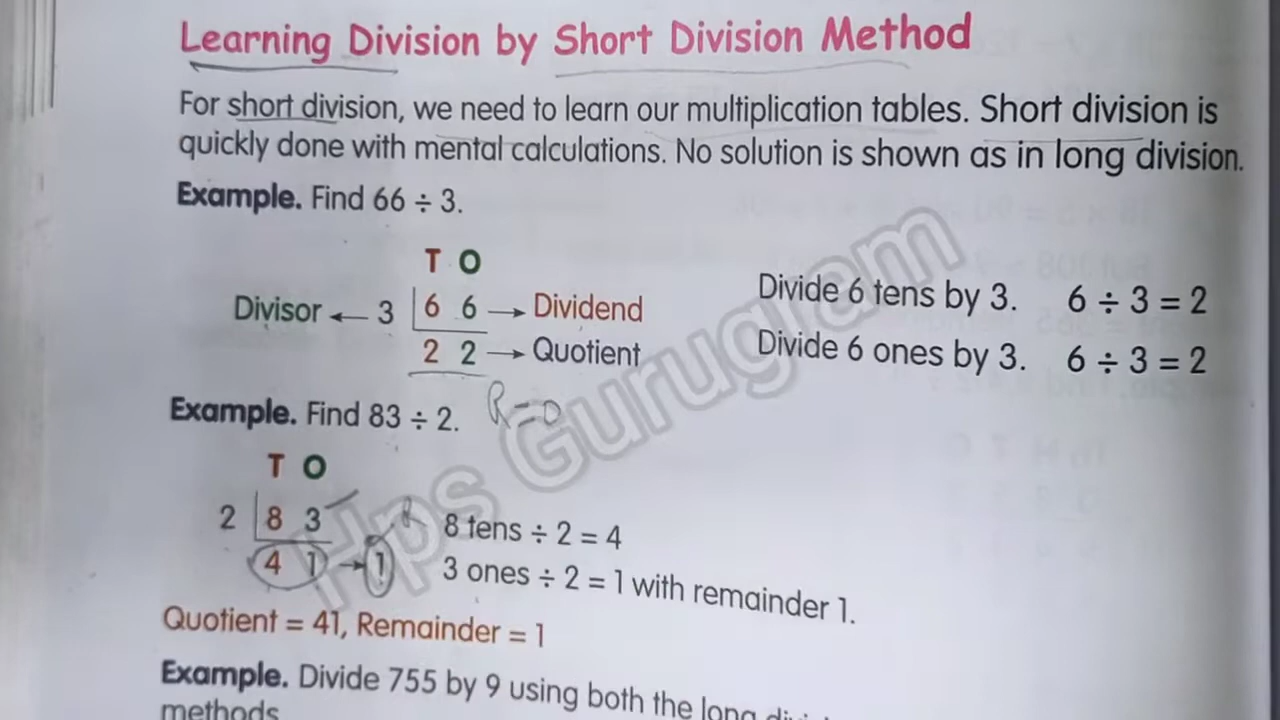 Learning Division by Short Division Method
For short division, we need to learn our multiplication tables. Short division is
quickly done with mental calculations. No solution is shown as in long division.
Example. Find 66 ÷ 3.
T O
Divisor ← 3 6 6 → Dividend
2 2 → Quotient
Divide 6 tens by 3. 6 ÷ 3 = 2
Divide 6 ones by 3. 6 ÷ 3 = 2
R=0
Example. Find 83 ÷ 2.
T O
2 8 3
4 1 → 1
8 tens ÷ 2 = 4
3 ones ÷ 2 = 1 with remainder 1.
Quotient = 41, Remainder = 1
Example. Divide 755 by 9 using both the long
methods
Hps Gurugram